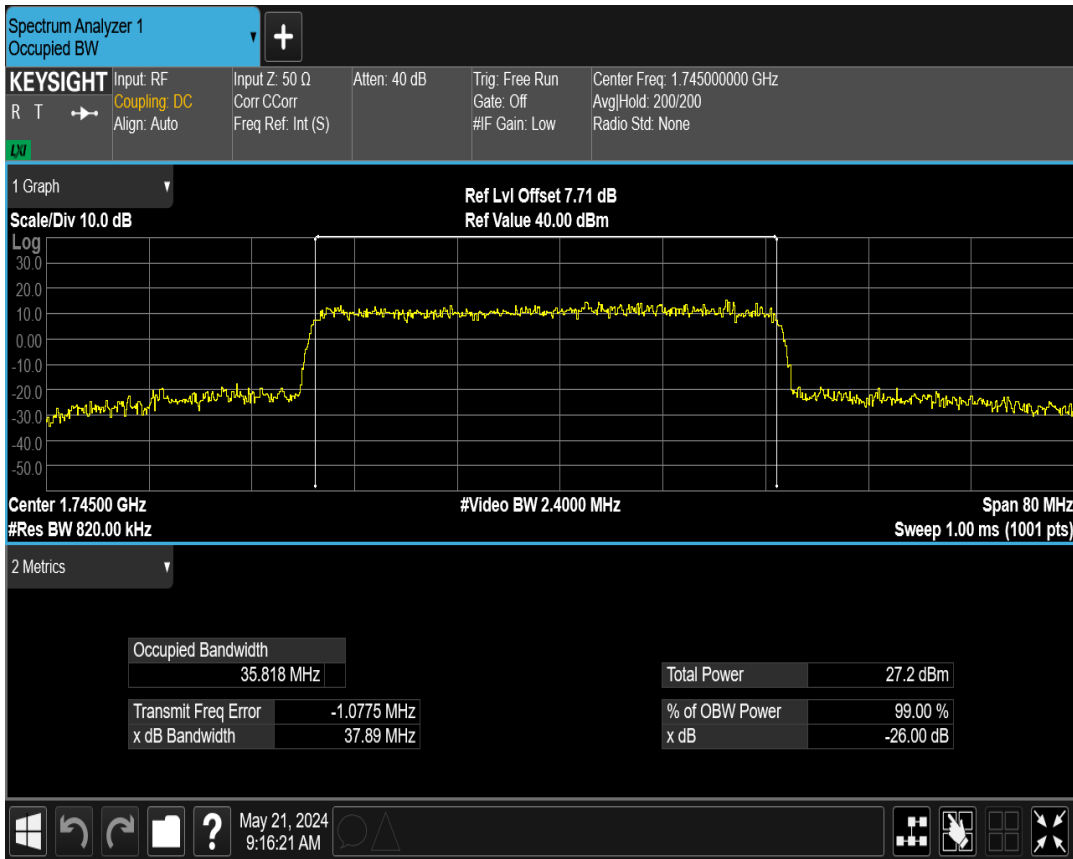 Spectrum Analyzer 1
Occupied BW
KEYSIGHT
R T
LXI
Input: RF
Coupling: DC
Align: Auto
Input Z: 50 Ω
Corr CCorr
Freq Ref: Int (S)
Atten: 40 dB
Trig: Free Run
Gate: Off
#IF Gain: Low
Center Freq: 1.745000000 GHz
Avg|Hold: 200/200
Radio Std: None
1 Graph
Scale/Div 10.0 dB
Ref Lvl Offset 7.71 dB
Ref Value 40.00 dBm
Log
30.0
20.0
10.0
0.00
-10.0
-20.0
-30.0
-40.0
-50.0
Center 1.74500 GHz
#Video BW 2.4000 MHz
Span 80 MHz
#Res BW 820.00 kHz
Sweep 1.00 ms (1001 pts)
2 Metrics
Occupied Bandwidth
35.818 MHz
Transmit Freq Error -1.0775 MHz
x dB Bandwidth 37.89 MHz
Total Power 27.2 dBm
% of OBW Power 99.00 %
x dB -26.00 dB
May 21, 2024
9:16:21 AM